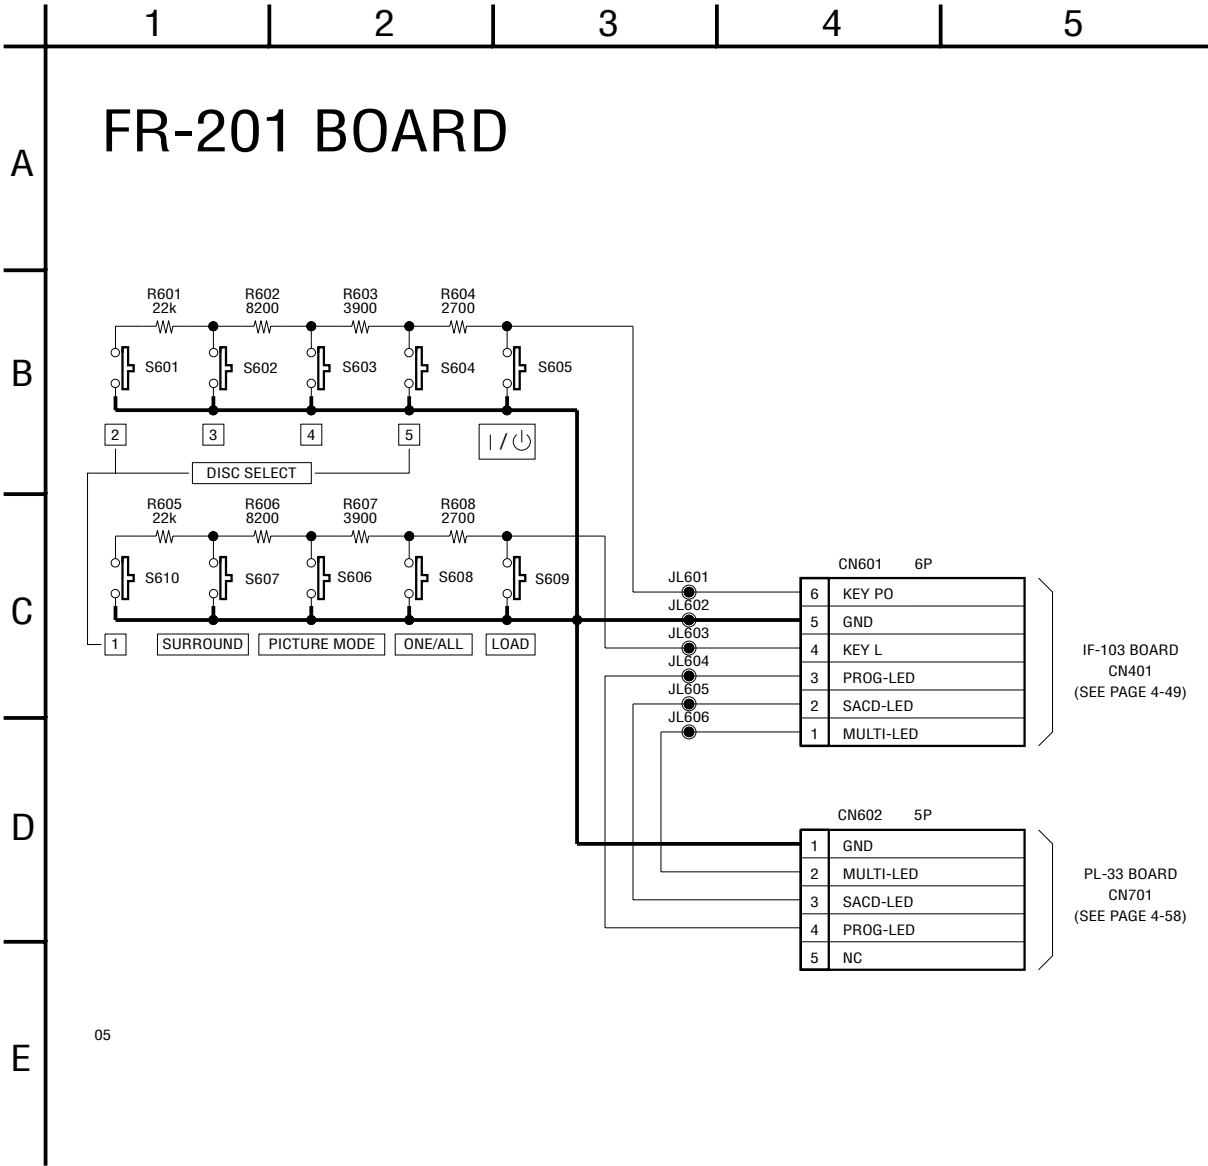 1 2 3 4 5
A
B
C
D
E
FR-201 BOARD
R601 R602 R603 R604
22k 8200 3900 2700
S601 S602 S603 S604 S605
2 3 4 5 I / ⏻
DISC SELECT
R605 R606 R607 R608
22k 8200 3900 2700
S610 S607 S606 S608 S609
1 SURROUND PICTURE MODE ONE/ALL LOAD
JL601
JL602
JL603
JL604
JL605
JL606
CN601 6P
6 KEY PO
5 GND
4 KEY L
3 PROG-LED
2 SACD-LED
1 MULTI-LED
IF-103 BOARD
CN401
(SEE PAGE 4-49)
CN602 5P
1 GND
2 MULTI-LED
3 SACD-LED
4 PROG-LED
5 NC
PL-33 BOARD
CN701
(SEE PAGE 4-58)
05